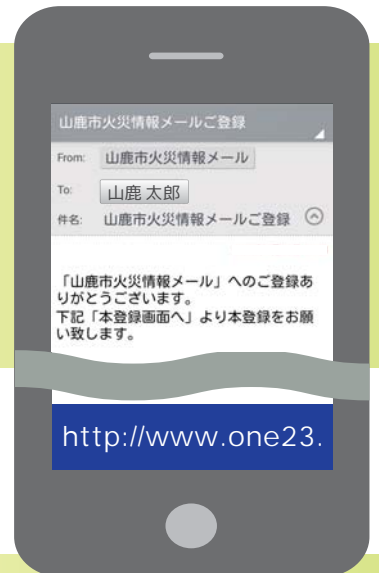 山鹿市火災情報メールご登録
From: 山鹿市火災情報メール
To: 山鹿 太郎
件名: 山鹿市火災情報メールご登録
「山鹿市火災情報メール」へのご登録あ
りがとうございます。
下記「本登録画面へ」より本登録をお願
い致します。
http://www.one23.